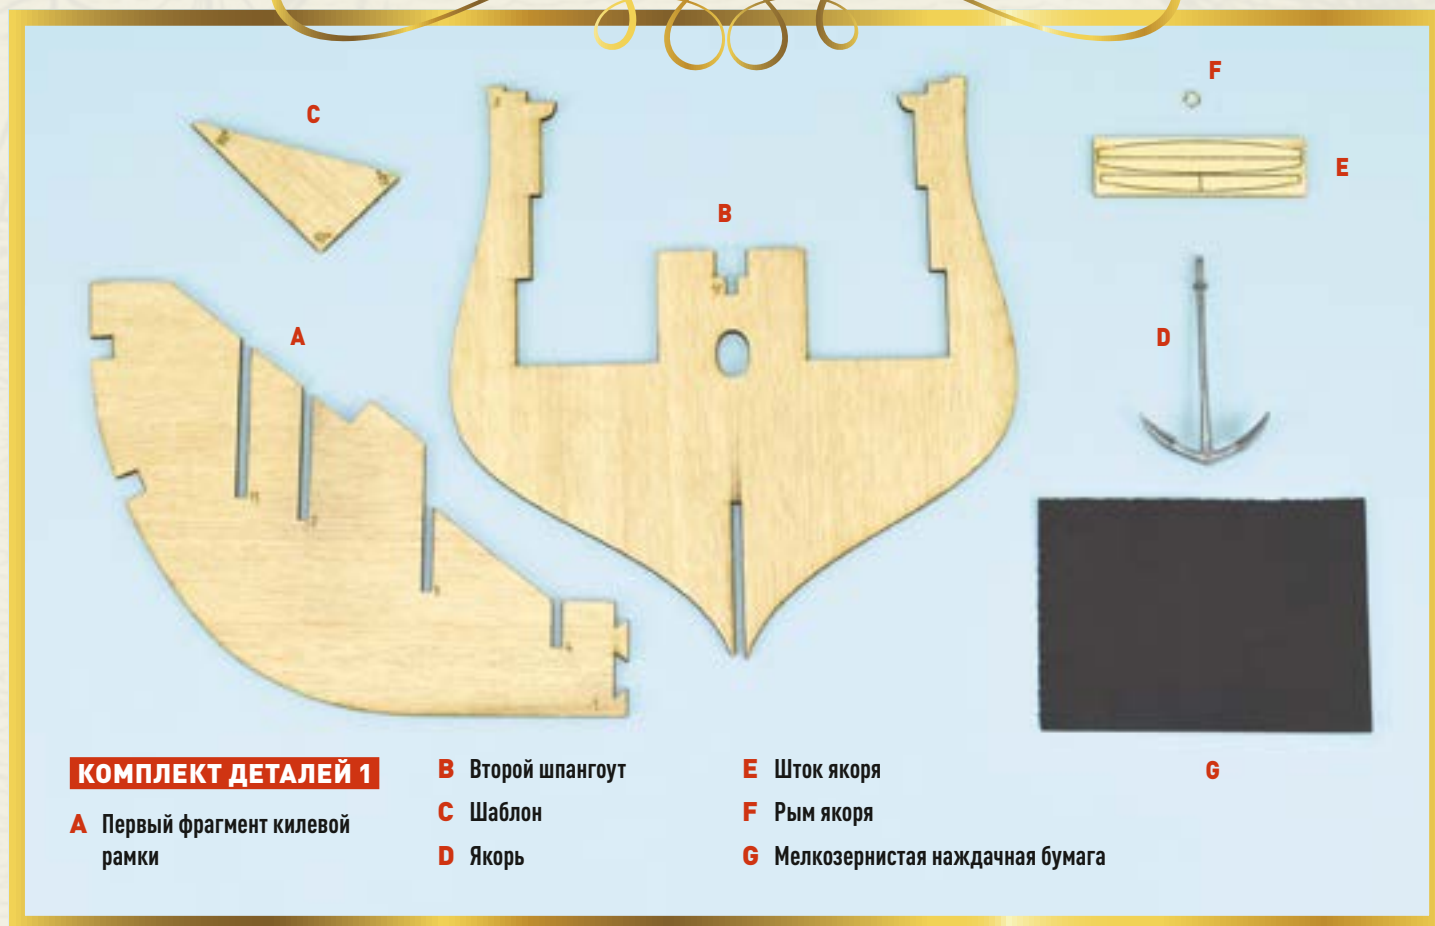 C
F
E
B
A
D
G
КОМПЛЕКТ ДЕТАЛЕЙ 1
A Первый фрагмент килевой
рамки
B Второй шпангоут
C Шаблон
D Якорь
E Шток якоря
F Рым якоря
G Мелкозернистая наждачная бумага